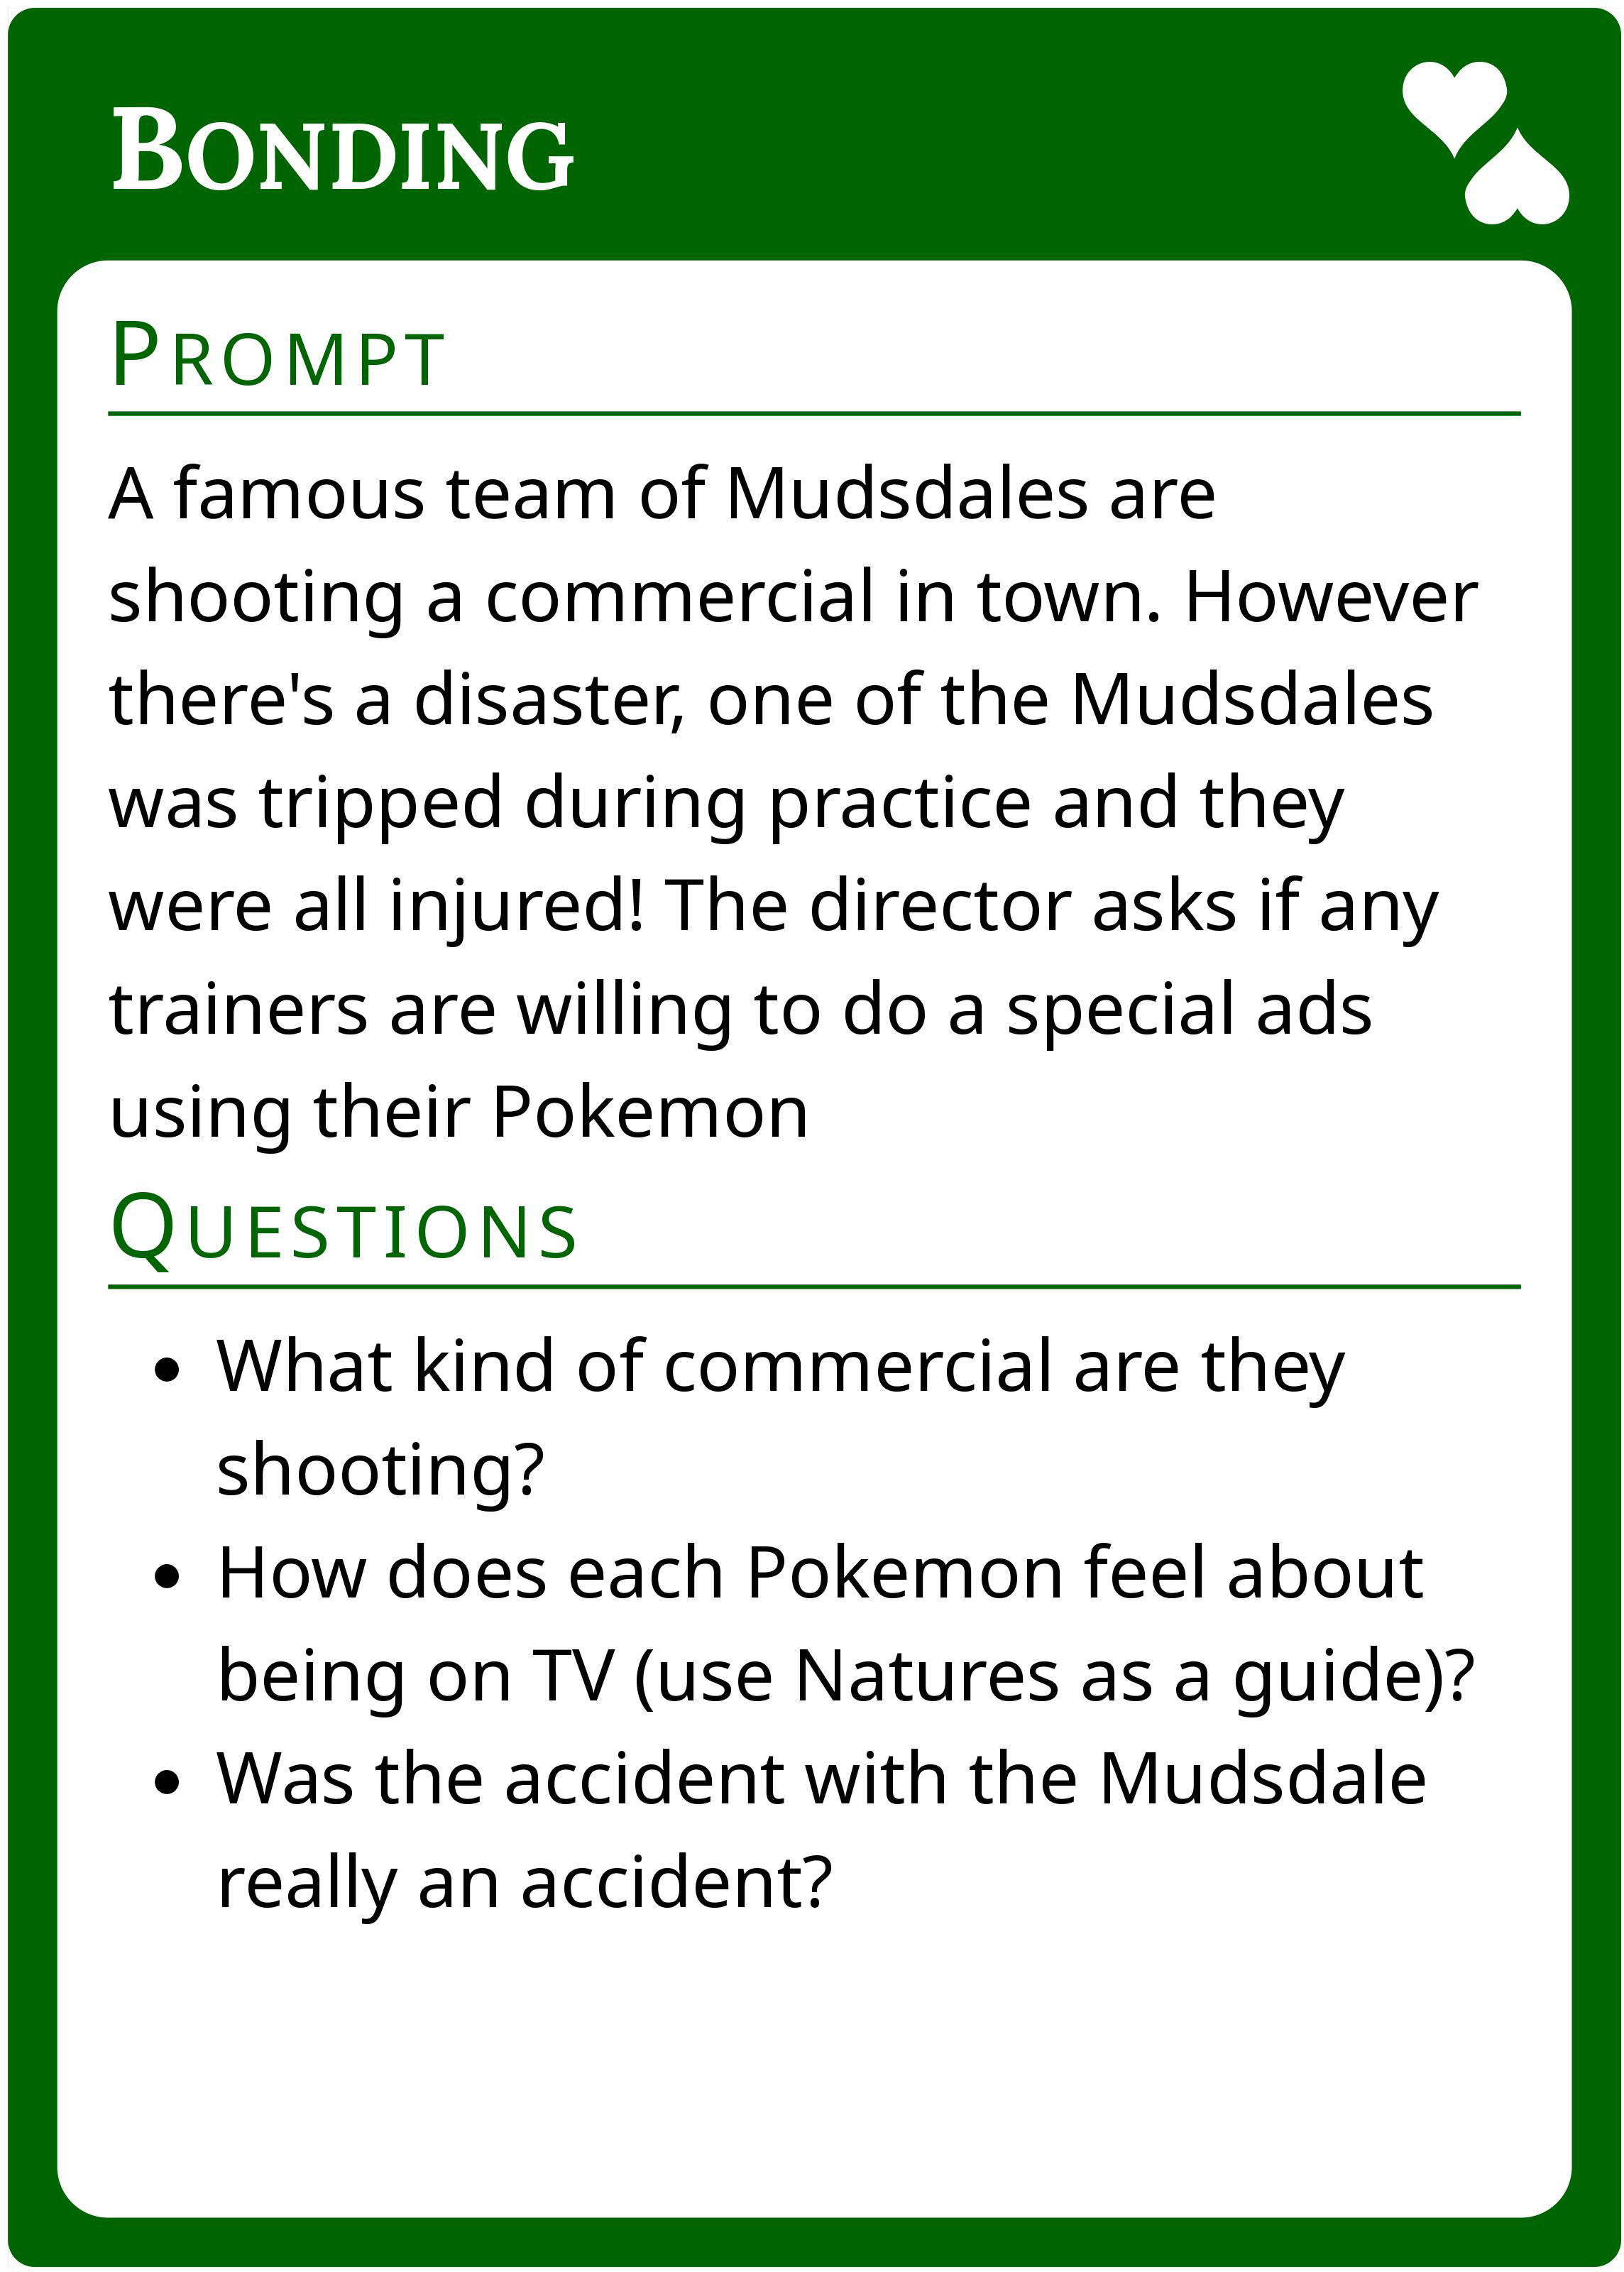 Bonding
Prompt
A famous team of Mudsdales are
shooting a commercial in town. However
there's a disaster, one of the Mudsdales
was tripped during practice and they
were all injured! The director asks if any
trainers are willing to do a special ads
using their Pokemon
Questions
• What kind of commercial are they
shooting?
• How does each Pokemon feel about
being on TV (use Natures as a guide)?
• Was the accident with the Mudsdale
really an accident?